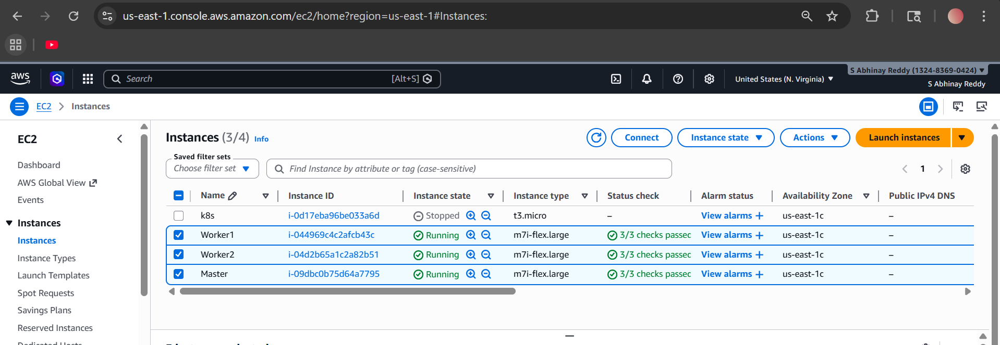 us-east-1.console.aws.amazon.com/ec2/home?region=us-east-1#Instances:
aws
Search
[Alt+S]
United States (N. Virginia)
S Abhinay Reddy (1324-8369-0424)
S Abhinay Reddy
EC2
Instances
EC2
Dashboard
AWS Global View
Events
Instances
Instances
Instance Types
Launch Templates
Spot Requests
Savings Plans
Reserved Instances
Instances (3/4) Info
Connect
Instance state
Actions
Launch instances
Saved filter sets
Choose filter set
Find Instance by attribute or tag (case-sensitive)
1
Name Instance ID Instance state Instance type Status check Alarm status Availability Zone Public IPv4 DNS
k8s i-0d17eba96be033a6d Stopped t3.micro – View alarms + us-east-1c –
Worker1 i-044969c4c2afcb43c Running m7i-flex.large 3/3 checks passed View alarms + us-east-1c –
Worker2 i-04d2b65a1c2a82b51 Running m7i-flex.large 3/3 checks passed View alarms + us-east-1c –
Master i-09dbc0b75d64a7795 Running m7i-flex.large 3/3 checks passed View alarms + us-east-1c –